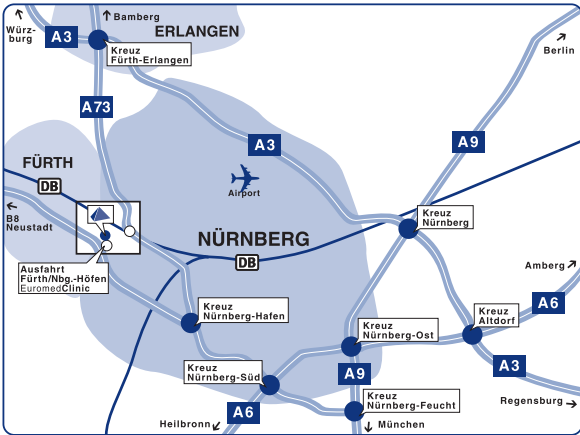 Würz-
burg
A3
Bamberg
ERLANGEN
Kreuz
Fürth-Erlangen
Berlin
A73
A3
A9
FÜRTH
DB
Airport
B8
Neustadt
Kreuz
Nürnberg
NÜRNBERG
DB
Ausfahrt
Fürth/Nbg.-Höfen
EuromedClinic
Amberg
A6
Kreuz
Nürnberg-Hafen
Kreuz
Altdorf
Kreuz
Nürnberg-Ost
Kreuz
Nürnberg-Süd
A9
A3
Kreuz
Nürnberg-Feucht
Regensburg
A6
Heilbronn
München